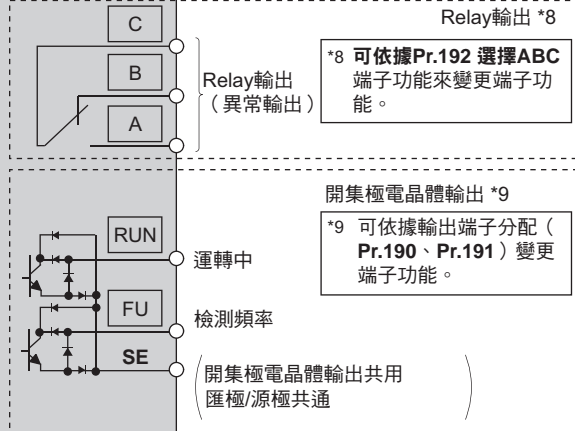 Relay輸出 *8
C
B
A
Relay輸出
（異常輸出）
*8 可依據Pr.192 選擇ABC
端子功能來變更端子功
能。
開集極電晶體輸出 *9
*9 可依據輸出端子分配（
Pr.190、Pr.191）變更
端子功能。
RUN
運轉中
FU
檢測頻率
SE
開集極電晶體輸出共用
匯極/源極共通